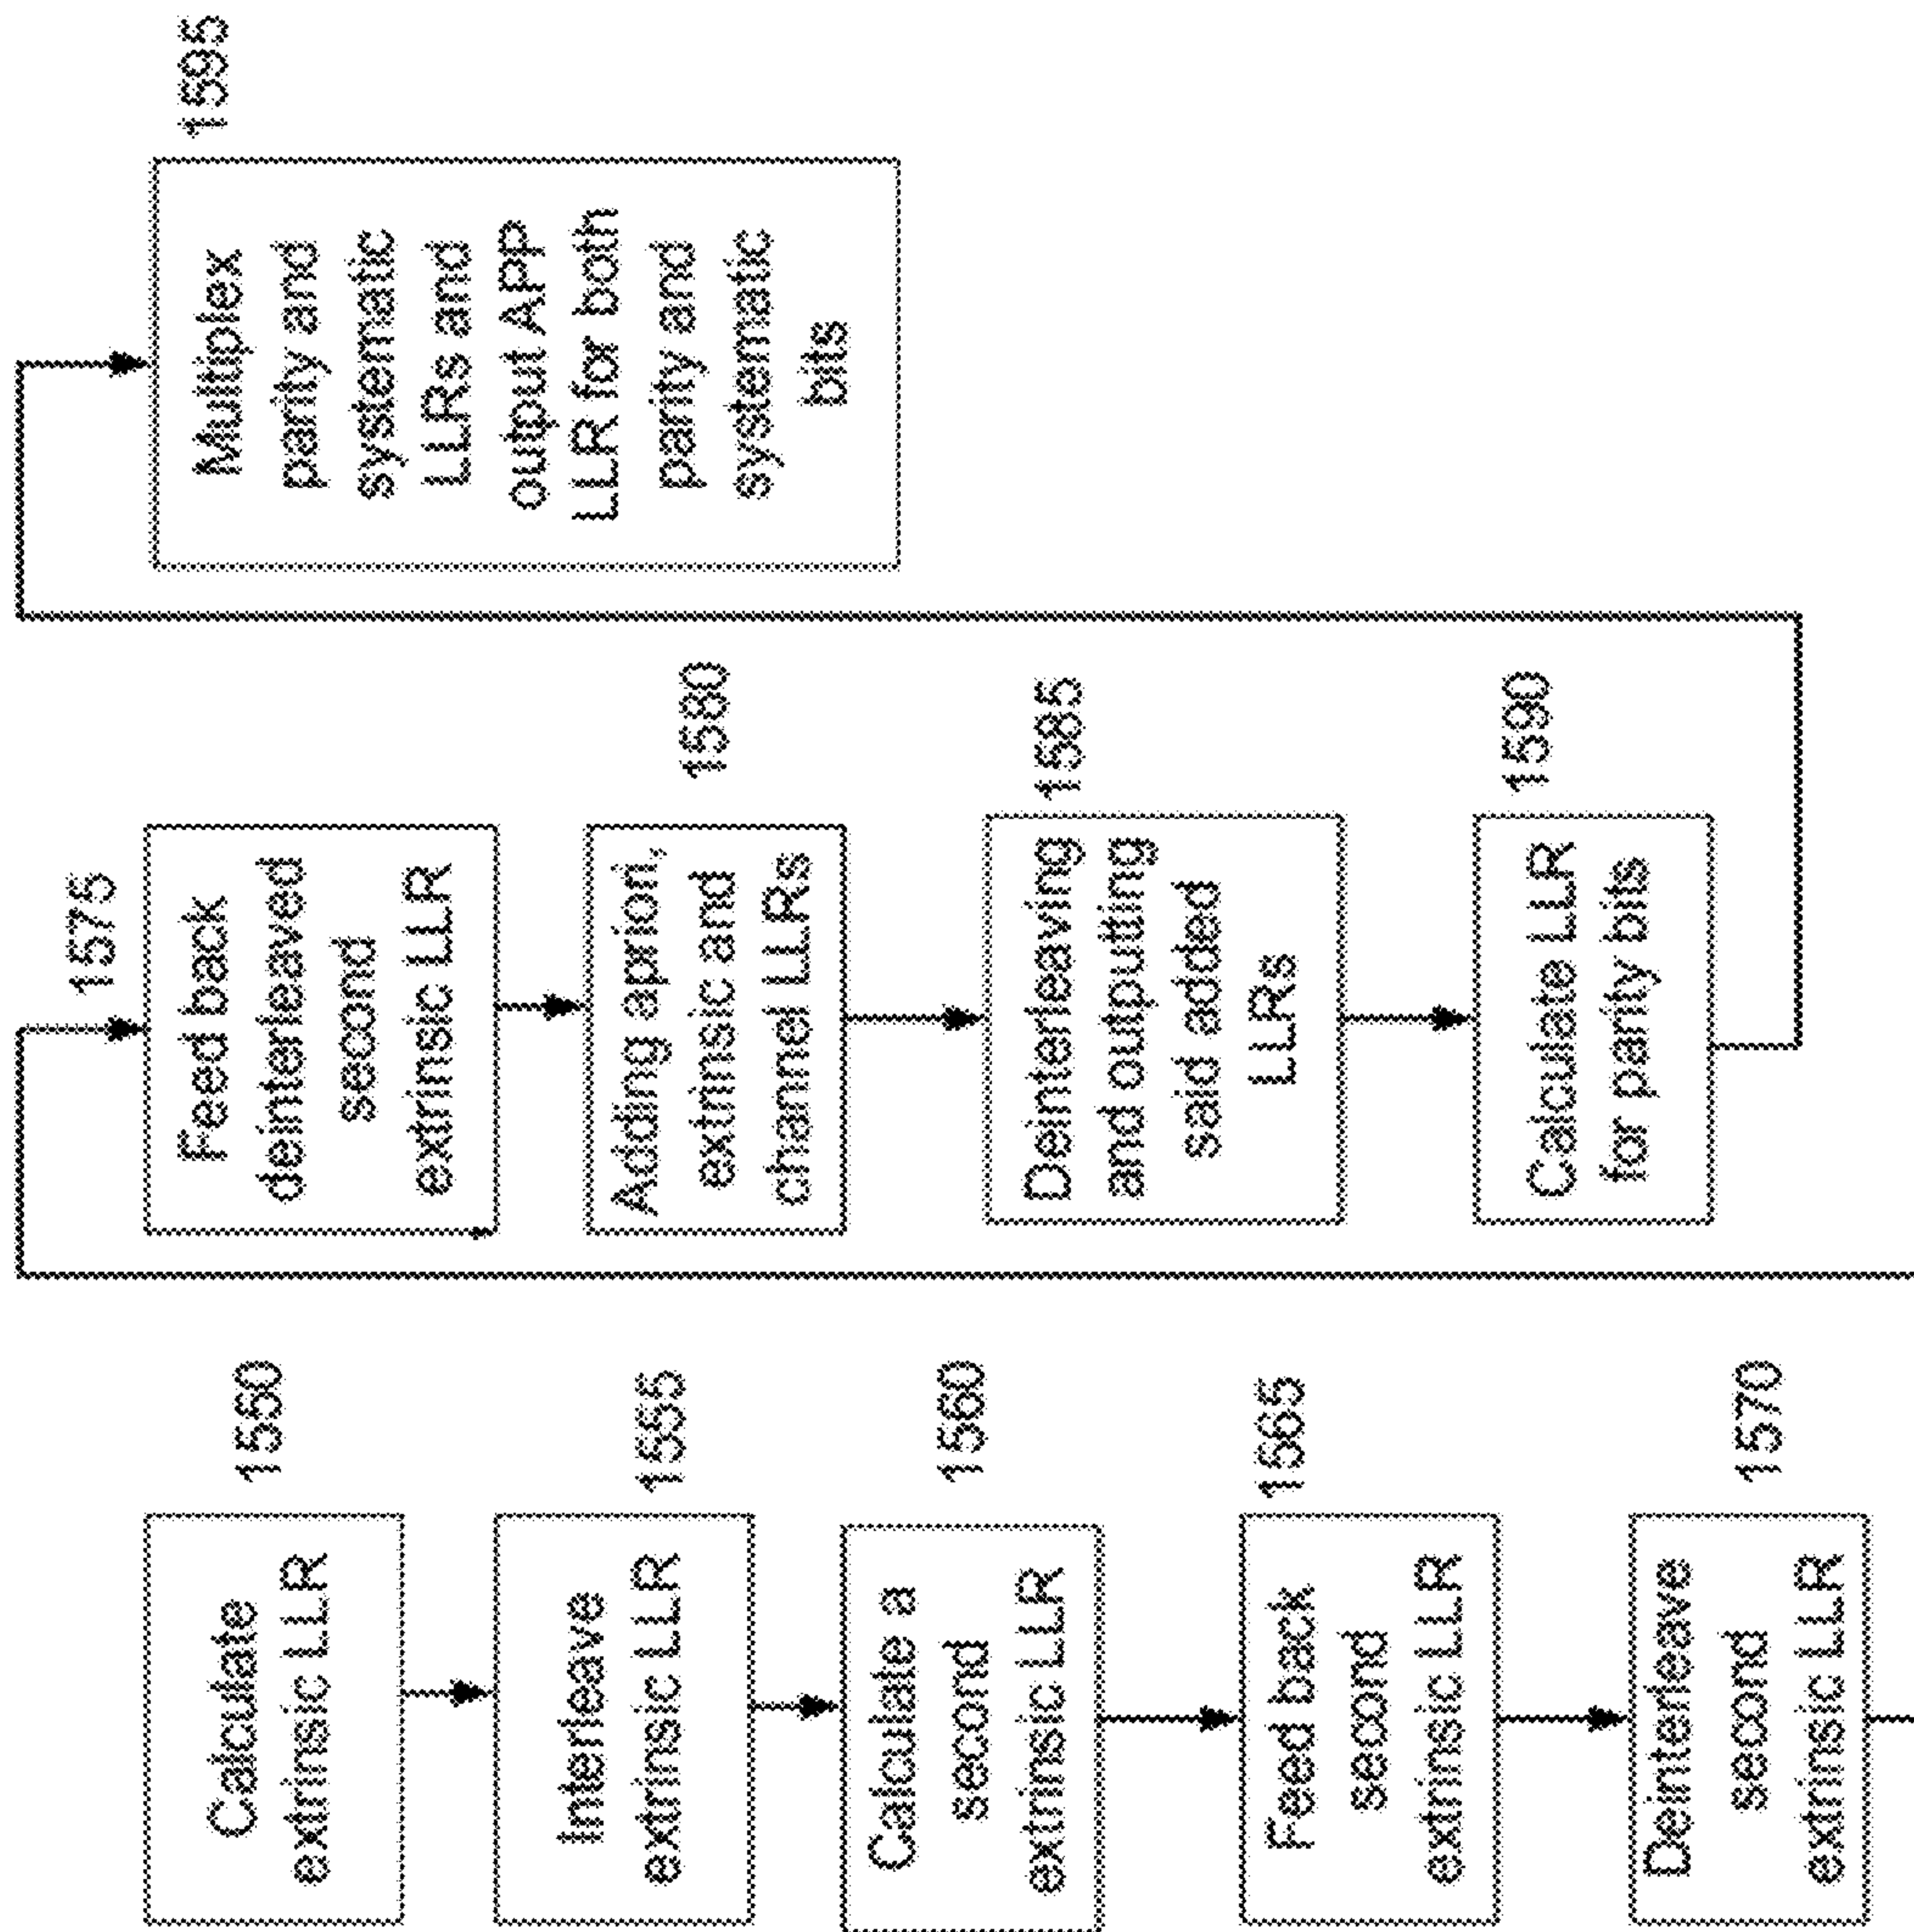 1550
Calculate
extrinsic LLR
1555
Interleave
extrinsic LLR
1560
Calculate a
second
extrinsic LLR
1565
Feed back
second
extrinsic LLR
1570
Deinterleave
second
extrinsic LLR
1575
Feed back
deinterleaved
second
extrinsic LLR
1580
Adding apriori,
extrinsic and
channel LLRs
1585
Deinterleaving
and outputing
said added
LLRs
1590
Calculate LLR
for parity bits
1595
Multiplex
parity and
systematic
LLRs and
output APP
LLR for both
parity and
systematic
bits